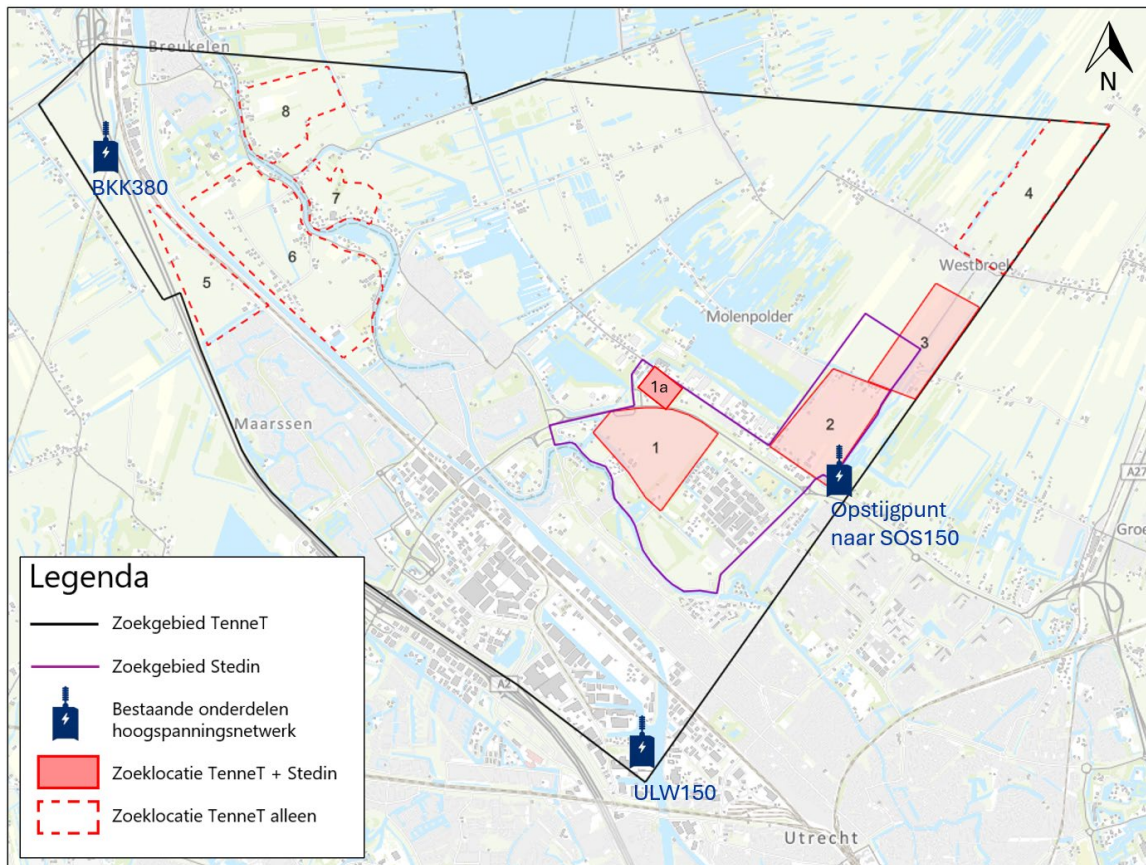 Breukelen
N
8
BKK380
7
4
6
5
Westbroek
Molenpolder
3
1a
Maarssen
2
1
A27
Opstijgpunt
naar SOS150
Groe
Legenda
Zoekgebied TenneT
Zoekgebied Stedin
A2
Bestaande onderdelen
hoogspanningsnetwerk
Zoeklocatie TenneT + Stedin
ULW150
Zoeklocatie TenneT alleen
Utrecht